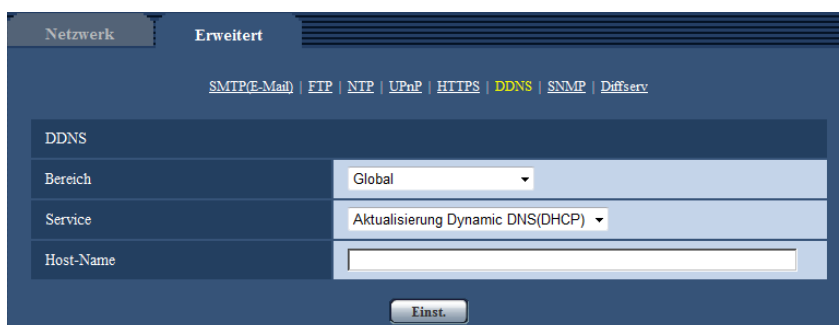 Netzwerk Erweitert
SMTP(E-Mail) | FTP | NTP | UPnP | HTTPS | DDNS | SNMP | Diffserv
DDNS
Bereich Global
Service Aktualisierung Dynamic DNS(DHCP)
Host-Name
Einst.